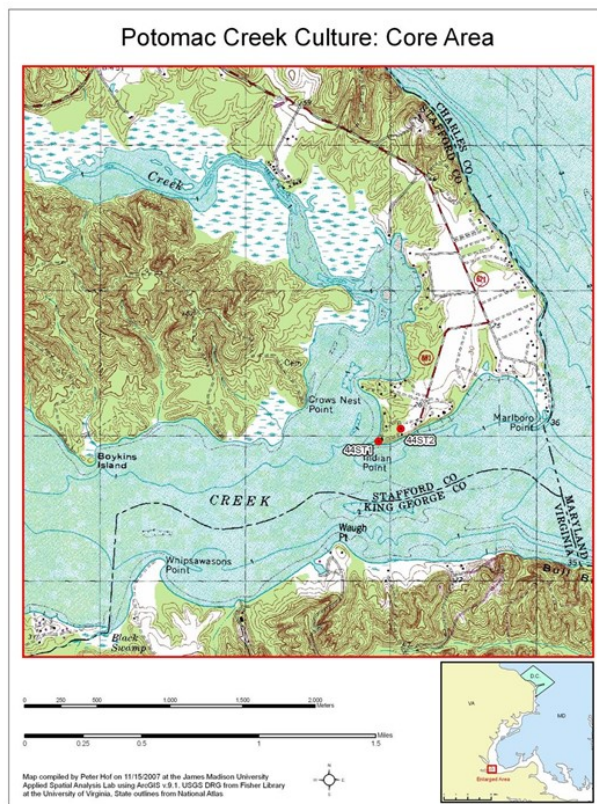 Potomac Creek Culture: Core Area
CHARLES CO
STAFFORD CO
Creek
621
Cem
Crows Nest
Point
Marlboro
Point
36
44ST1
44ST2
Indian
Point
Boykins
Island
CREEK
STAFFORD CO
KING GEORGE CO
MARYLAND
VIRGINIA
35
Waugh
Pt
Whipsawasons
Point
Black
Swamp
0 250 500 1,000 1,500 2,000
Meters
Miles
0 0.25 0.5 1 1.5
D.C.
VA
MD
Enlarged Area
Map compiled by Peter Hof on 11/15/2007 at the James Madison University
Applied Spatial Analysis Lab using ArcGIS v.9.1. USGS DRG from Fisher Library
at the University of Virginia, State outlines from National Atlas